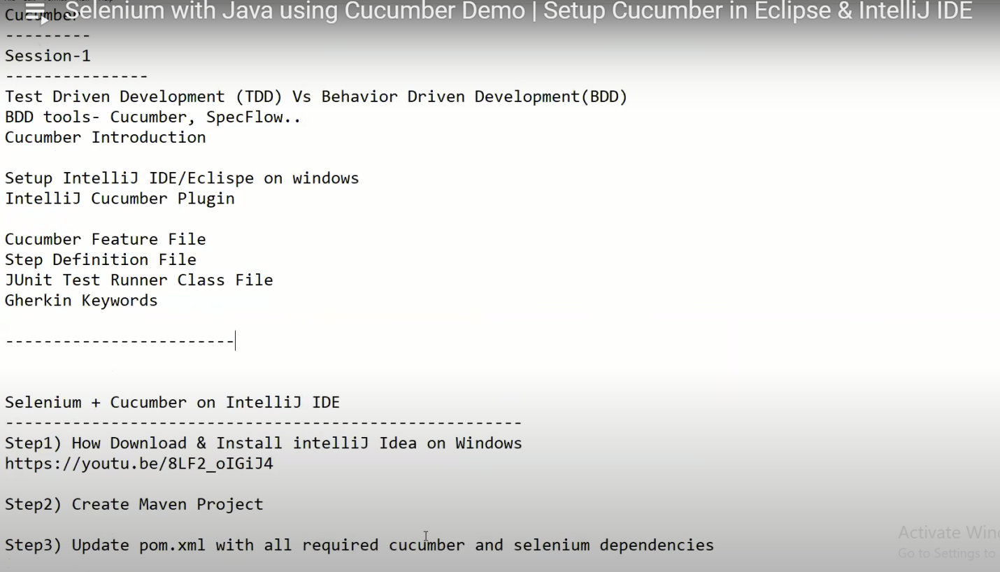 Selenium with Java using Cucumber Demo | Setup Cucumber in Eclipse & IntelliJ IDE
Cucumber
---------
Session-1
---------------
Test Driven Development (TDD) Vs Behavior Driven Development(BDD)
BDD tools- Cucumber, SpecFlow..
Cucumber Introduction
Setup IntelliJ IDE/Eclispe on windows
IntelliJ Cucumber Plugin
Cucumber Feature File
Step Definition File
JUnit Test Runner Class File
Gherkin Keywords
------------------------
Selenium + Cucumber on IntelliJ IDE
------------------------------------------------------
Step1) How Download & Install intelliJ Idea on Windows
https://youtu.be/8LF2_oIGiJ4
Step2) Create Maven Project
Step3) Update pom.xml with all required cucumber and selenium dependencies
Activate Win
Go to Settings to